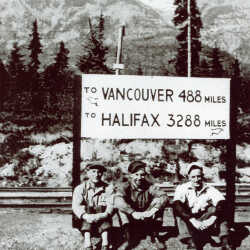 TO VANCOUVER 488 MILES
TO HALIFAX 3288 MILES